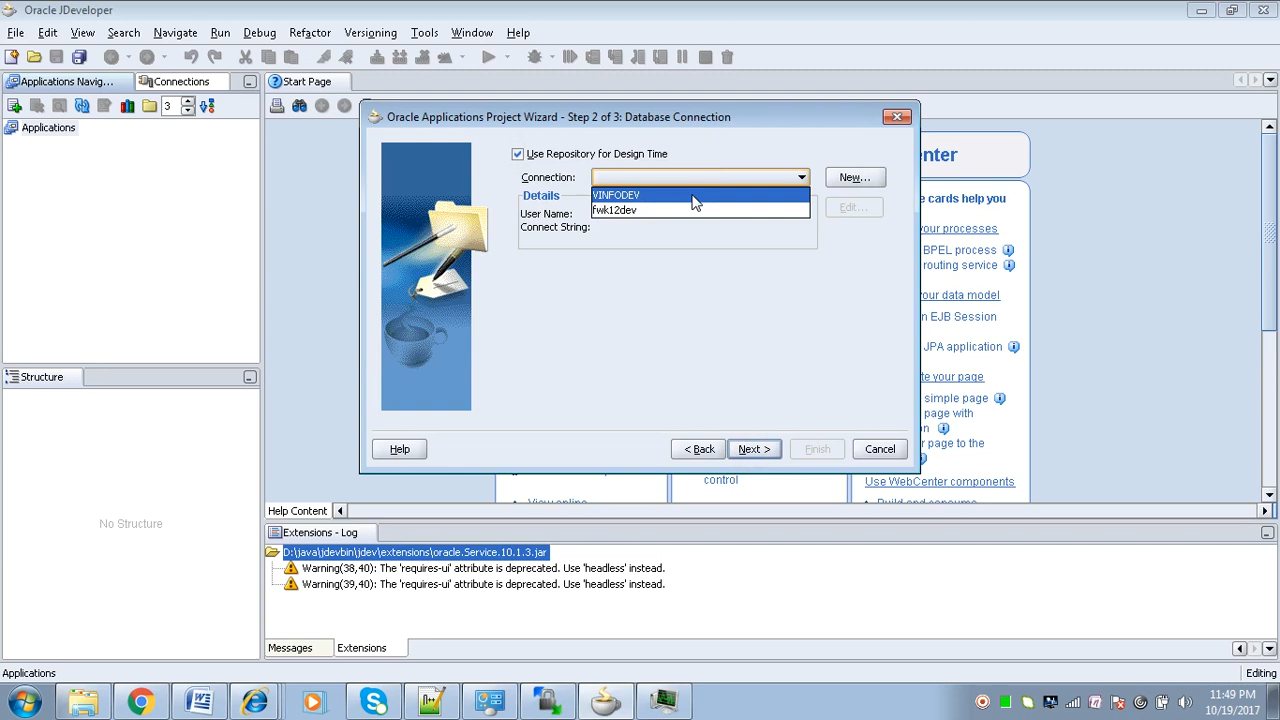 Oracle JDeveloper
File Edit View Search Navigate Run Debug Refactor Versioning Tools Window Help
Applications Navig... Connections Start Page
3
Applications
Oracle Applications Project Wizard - Step 2 of 3: Database Connection
Use Repository for Design Time
Connection: New...
VINFODEV
fwk12dev
Details
User Name: Edit...
Connect String:
Help < Back Next > Finish Cancel
enter
e cards help you
your processes
BPEL process
routing service
your data model
n EJB Session
JPA application
te your page
simple page
page with
n
r page to the
Use WebCenter components
control
View online
Build and consume
Structure
No Structure
Help Content
Extensions - Log
D:\java\jdevbin\jdev\extensions\oracle.Service.10.1.3.jar
Warning(38,40): The 'requires-ui' attribute is deprecated. Use 'headless' instead.
Warning(39,40): The 'requires-ui' attribute is deprecated. Use 'headless' instead.
Messages Extensions
Applications Editing
11:49 PM
10/19/2017